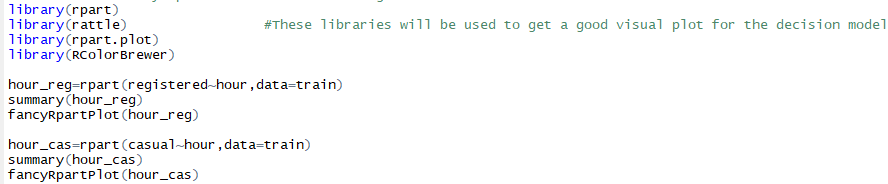 library(rpart)
library(rattle) #These libraries will be used to get a good visual plot for the decision model
library(rpart.plot)
library(RColorBrewer)
hour_reg=rpart(registered~hour,data=train)
summary(hour_reg)
fancyRpartPlot(hour_reg)
hour_cas=rpart(casual~hour,data=train)
summary(hour_cas)
fancyRpartPlot(hour_cas)